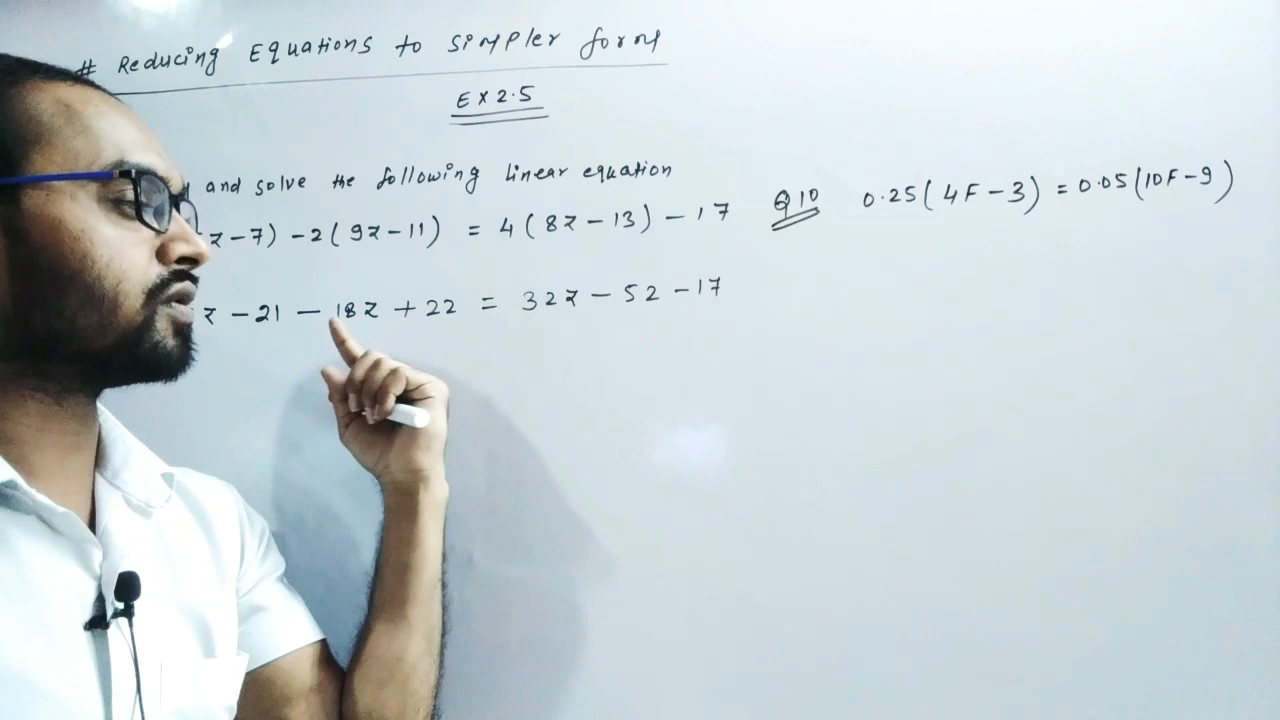 # Reducing Equations to simpler form
EX 2.5
and solve the following linear equation
z-7) -2(9z-11) = 4(8z-13) -17
z -21 - 18z + 22 = 32z - 52 -17
Q10 0.25(4F-3) = 0.05(10F-9)